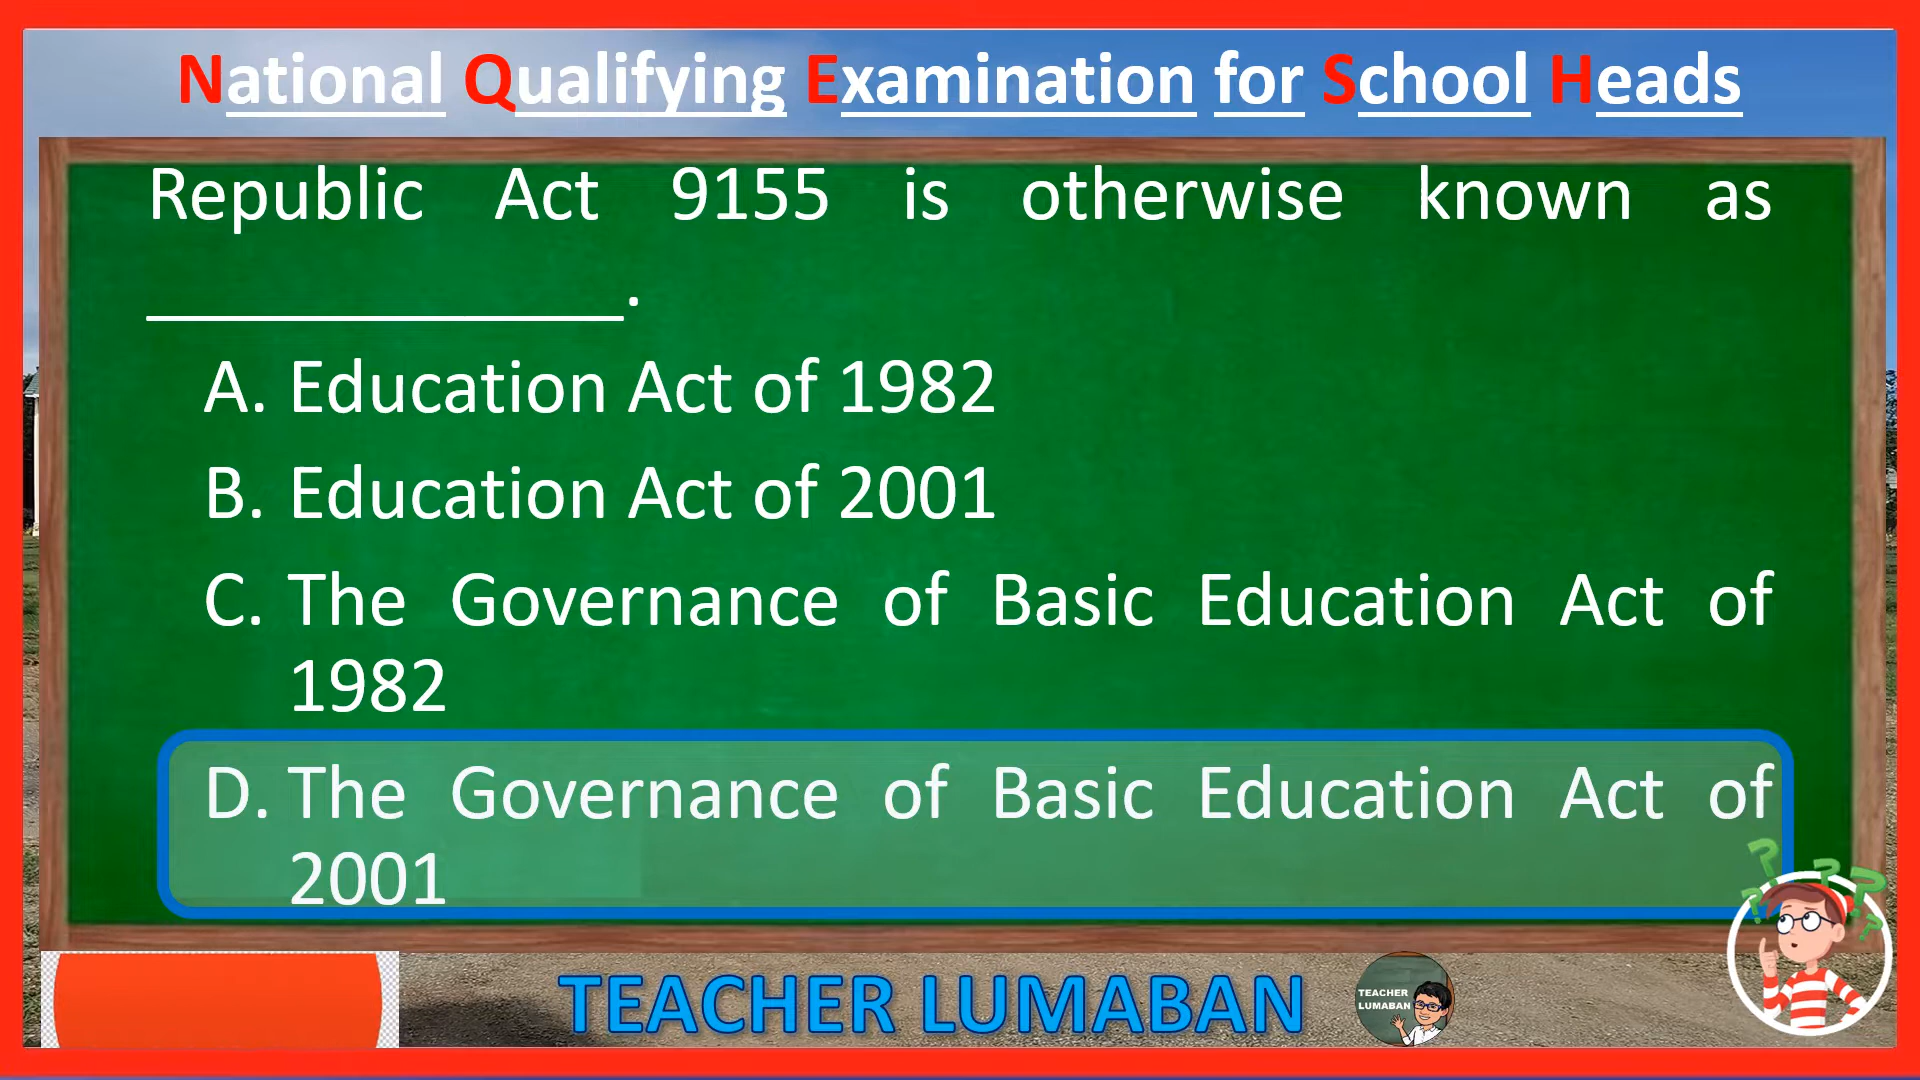 National Qualifying Examination for School Heads
Republic Act 9155 is otherwise known as
______________.
A. Education Act of 1982
B. Education Act of 2001
C. The Governance of Basic Education Act of
1982
D. The Governance of Basic Education Act of
2001
TEACHER LUMABAN
TEACHER
LUMABAN